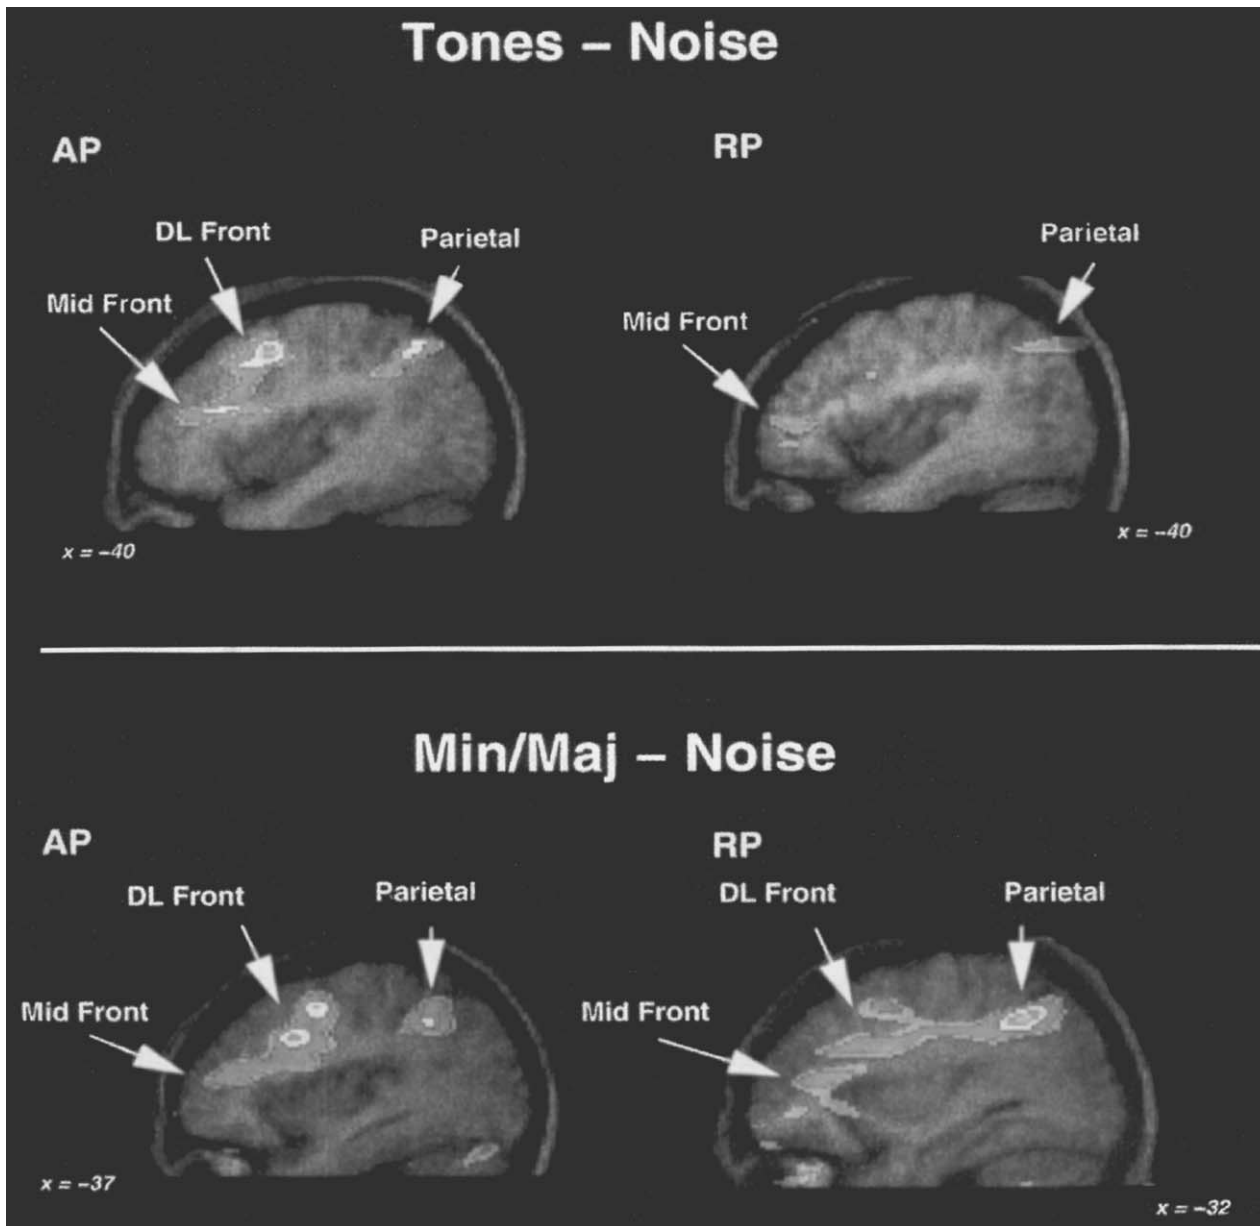 Tones – Noise
AP
RP
DL Front
Parietal
Parietal
Mid Front
Mid Front
x = –40
x = –40
Min/Maj – Noise
AP
RP
DL Front
Parietal
DL Front
Parietal
Mid Front
Mid Front
x = –37
x = –32